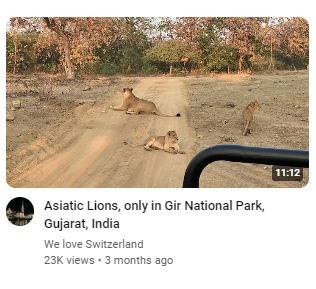 11:12
Asiatic Lions, only in Gir National Park,
Gujarat, India
We love Switzerland
23K views • 3 months ago